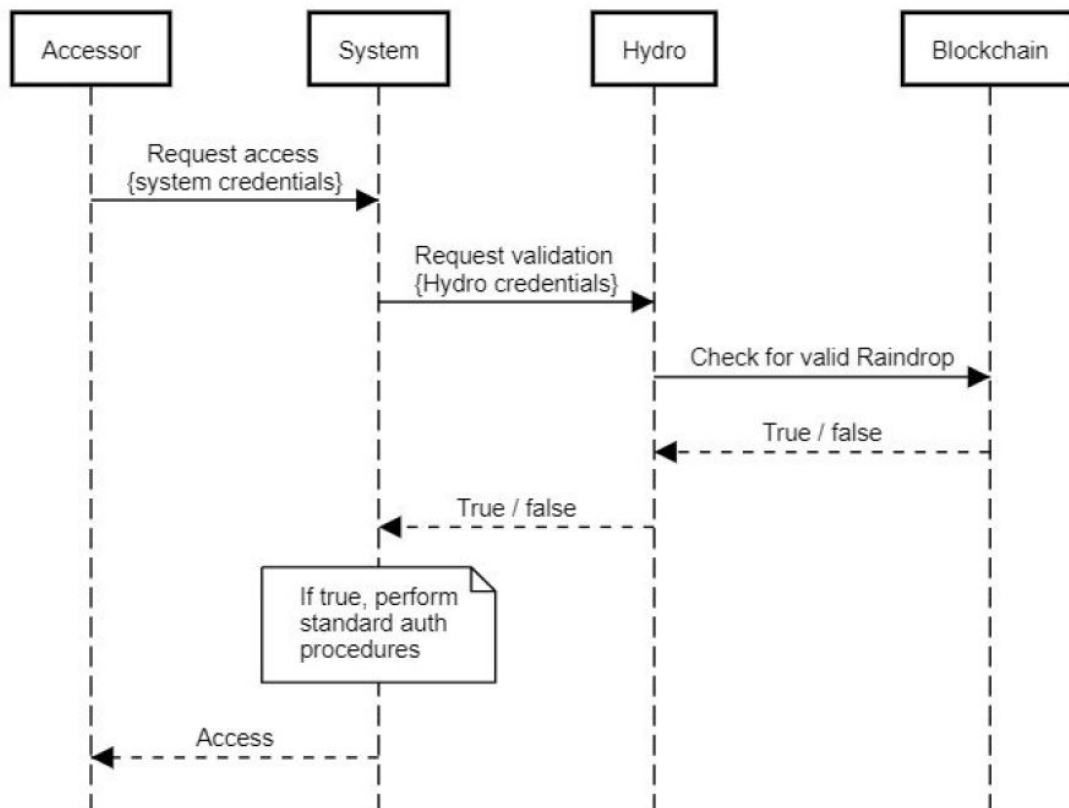 Accessor
System
Hydro
Blockchain
Request access
{system credentials}
Request validation
{Hydro credentials}
Check for valid Raindrop
True / false
True / false
If true, perform
standard auth
procedures
Access